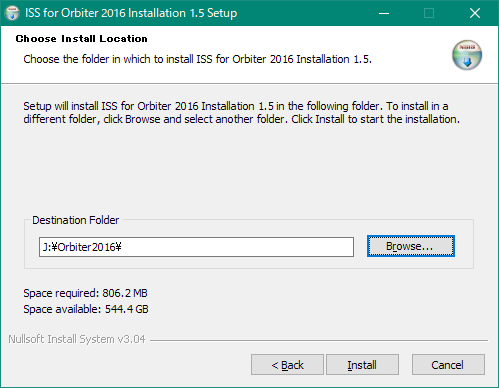 ISS for Orbiter 2016 Installation 1.5 Setup
Choose Install Location
Choose the folder in which to install ISS for Orbiter 2016 Installation 1.5.
Setup will install ISS for Orbiter 2016 Installation 1.5 in the following folder. To install in a
different folder, click Browse and select another folder. Click Install to start the installation.
Destination Folder
J:¥Orbiter2016¥
Browse...
Space required: 806.2 MB
Space available: 544.4 GB
Nullsoft Install System v3.04
< Back
Install
Cancel